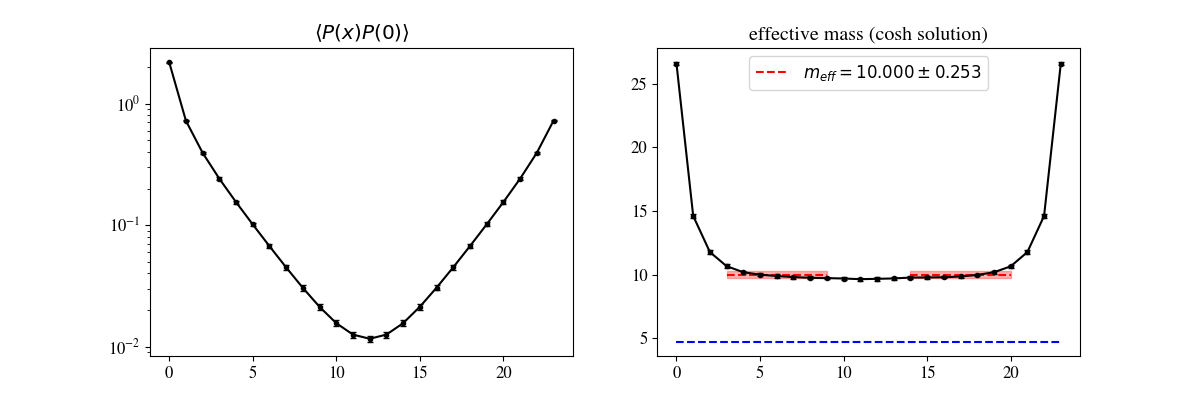 ⟨P(x)P(0)⟩
10⁰
10⁻¹
10⁻²
0 5 10 15 20
effective mass (cosh solution)
m_eff = 10.000 ± 0.253
25
20
15
10
5
0 5 10 15 20